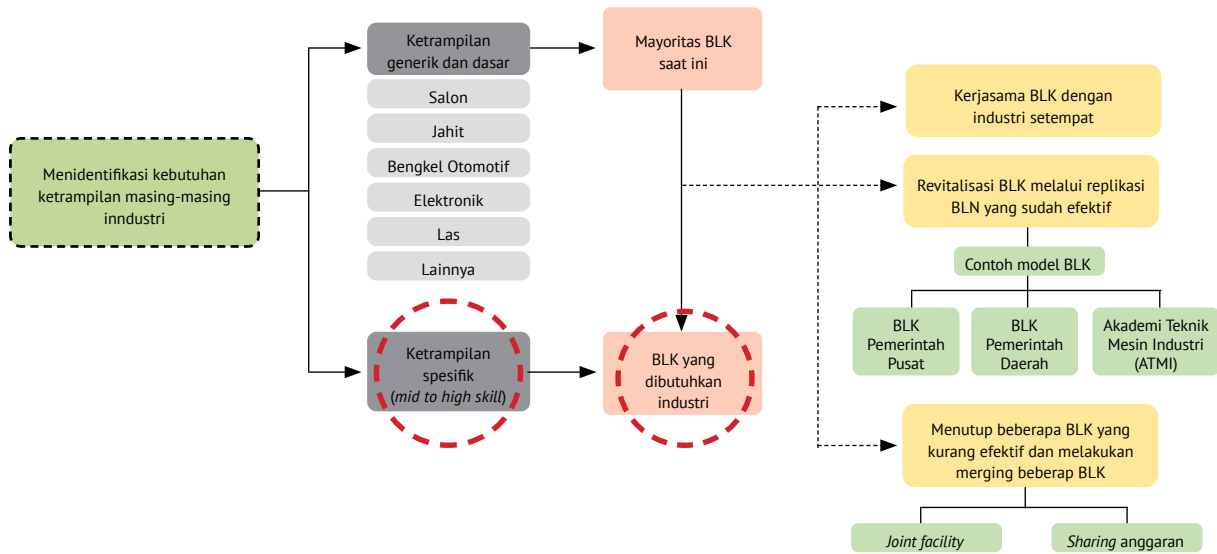 Menidentifikasi kebutuhan
ketrampilan masing-masing
inndustri
Ketrampilan
generik dan dasar
Salon
Jahit
Bengkel Otomotif
Elektronik
Las
Lainnya
Ketrampilan
spesifik
(mid to high skill)
Mayoritas BLK
saat ini
BLK yang
dibutuhkan
industri
Kerjasama BLK dengan
industri setempat
Revitalisasi BLK melalui replikasi
BLN yang sudah efektif
Contoh model BLK
BLK
Pemerintah
Pusat
BLK
Pemerintah
Daerah
Akademi Teknik
Mesin Industri
(ATMI)
Menutup beberapa BLK yang
kurang efektif dan melakukan
merging beberap BLK
Joint facility
Sharing anggaran